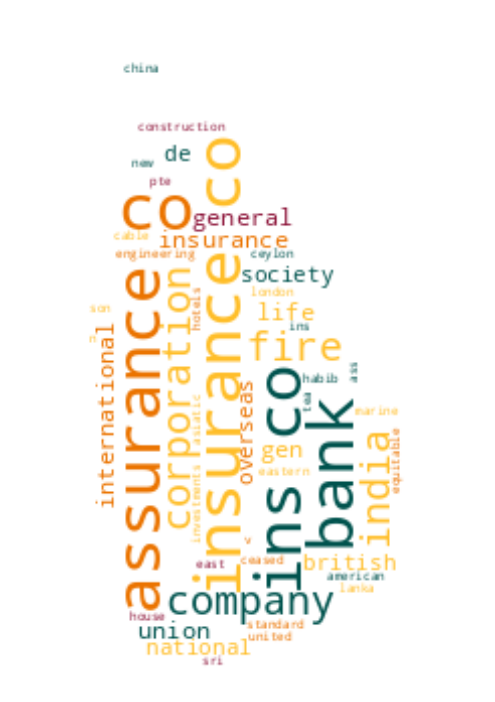 china
construction
de
new
pte
co
general
cable
insurance
engineering
ceylon
society
london
son
life
ins
n
fire
hotels
assurance co
corporation
insurance co
international
asiatic
overseas
investments
ins co
habib
ass
tea
bank
marine
india
equitable
gen
eastern
v
ceased
british
east
american
lanka
company
house
standard
union
united
national
sri